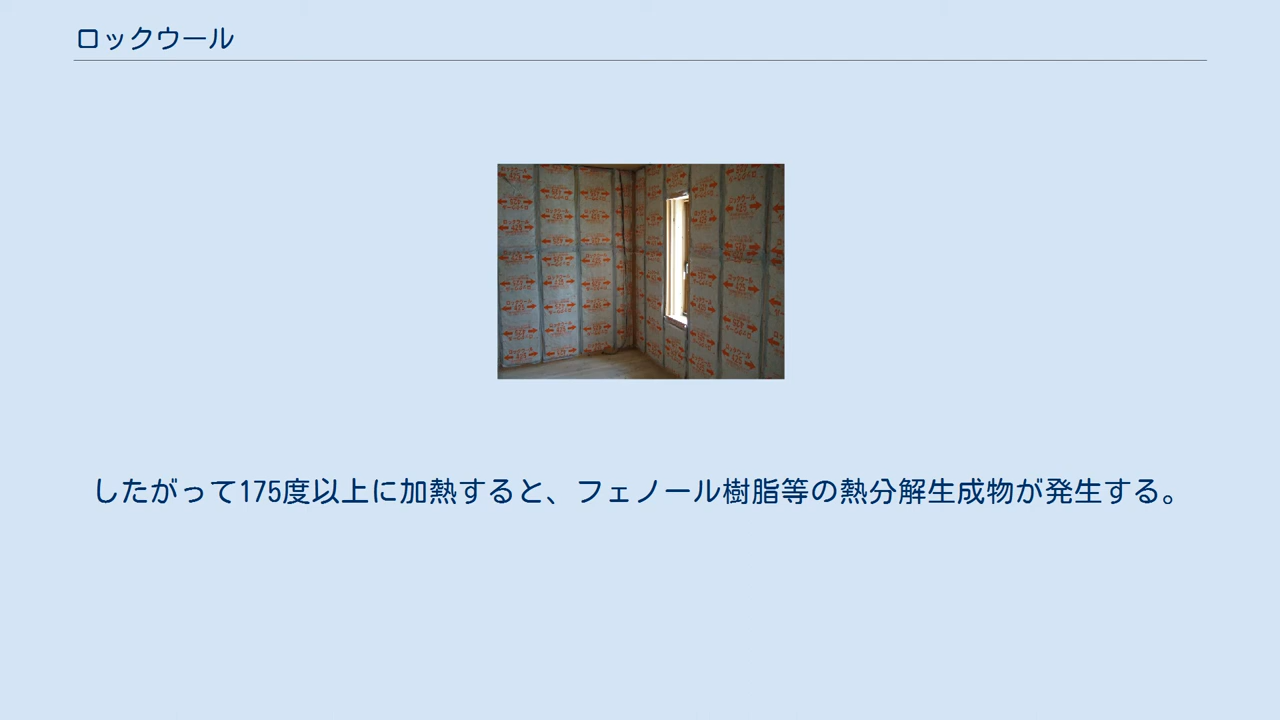 ロックウール
したがって175度以上に加熱すると、フェノール樹脂等の熱分解生成物が発生する。